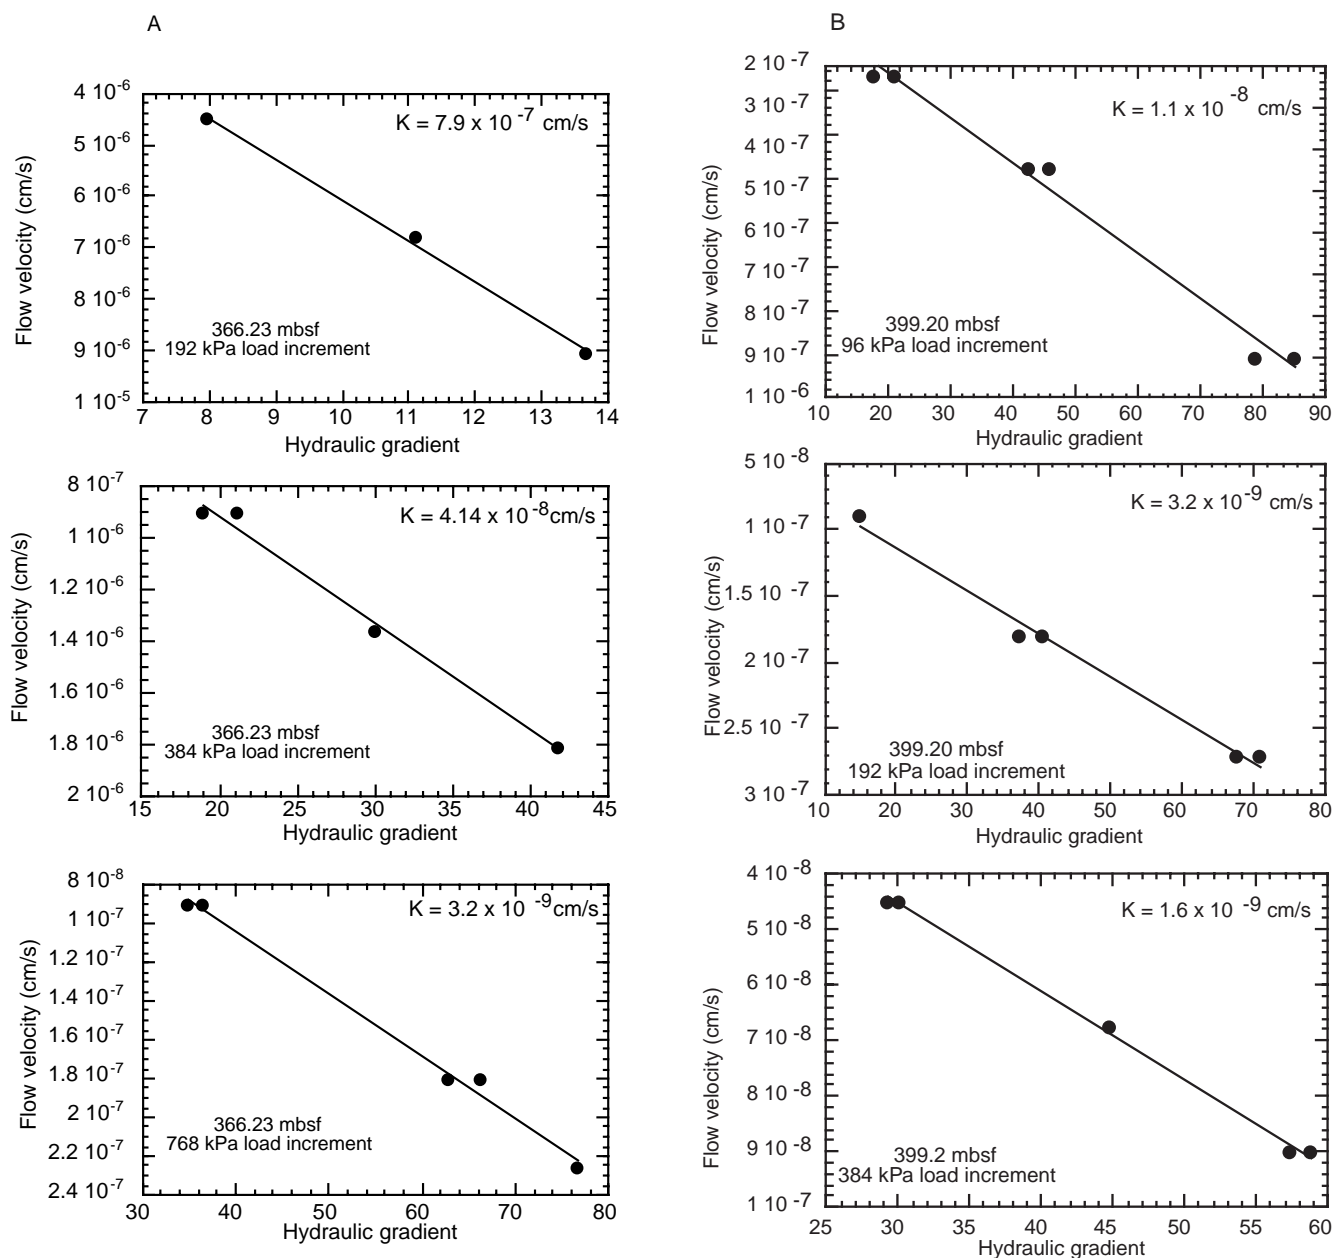 A
4 10-6
5 10-6
6 10-6
7 10-6
8 10-6
9 10-6
1 10-5
Flow velocity (cm/s)
K = 7.9 x 10 -7 cm/s
366.23 mbsf
192 kPa load increment
7 8 9 10 11 12 13 14
Hydraulic gradient
8 10-7
1 10-6
1.2 10-6
1.4 10-6
1.6 10-6
1.8 10-6
2 10-6
Flow velocity (cm/s)
K = 4.14 x 10 -8cm/s
366.23 mbsf
384 kPa load increment
15 20 25 30 35 40 45
Hydraulic gradient
8 10-8
1 10-7
1.2 10-7
1.4 10-7
1.6 10-7
1.8 10-7
2 10-7
2.2 10-7
2.4 10-7
Flow velocity (cm/s)
K = 3.2 x 10 -9cm/s
366.23 mbsf
768 kPa load increment
30 40 50 60 70 80
Hydraulic gradient
B
2 10-7
3 10-7
4 10-7
5 10-7
6 10-7
7 10-7
8 10-7
9 10-7
1 10-6
Flow velocity (cm/s)
K = 1.1 x 10 -8 cm/s
399.20 mbsf
96 kPa load increment
10 20 30 40 50 60 70 80 90
Hydraulic gradient
5 10-8
1 10-7
1.5 10-7
2 10-7
2.5 10-7
3 10-7
Flow velocity (cm/s)
K = 3.2 x 10-9 cm/s
399.20 mbsf
192 kPa load increment
10 20 30 40 50 60 70 80
Hydraulic gradient
4 10-8
5 10-8
6 10-8
7 10-8
8 10-8
9 10-8
1 10-7
Flow velocity (cm/s)
K = 1.6 x 10 -9 cm/s
399.2 mbsf
384 kPa load increment
25 30 35 40 45 50 55 60
Hydraulic gradient